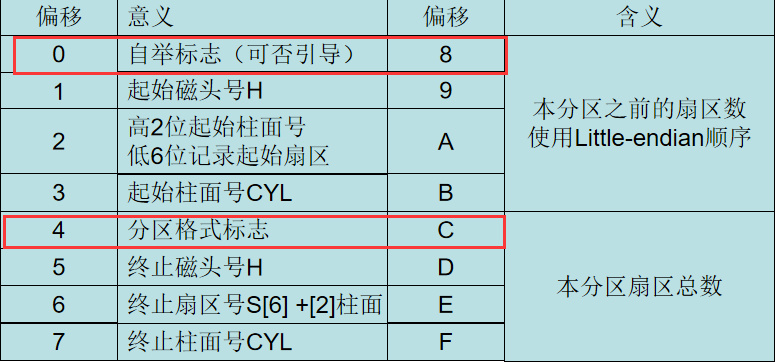 偏移 意义 偏移 含义
0 自举标志（可否引导） 8
1 起始磁头号H 9
2 高2位起始柱面号
低6位记录起始扇区 A
3 起始柱面号CYL B
本分区之前的扇区数
使用Little-endian顺序
4 分区格式标志 C
5 终止磁头号H D
6 终止扇区号S[6] +[2]柱面 E
7 终止柱面号CYL F
本分区扇区总数